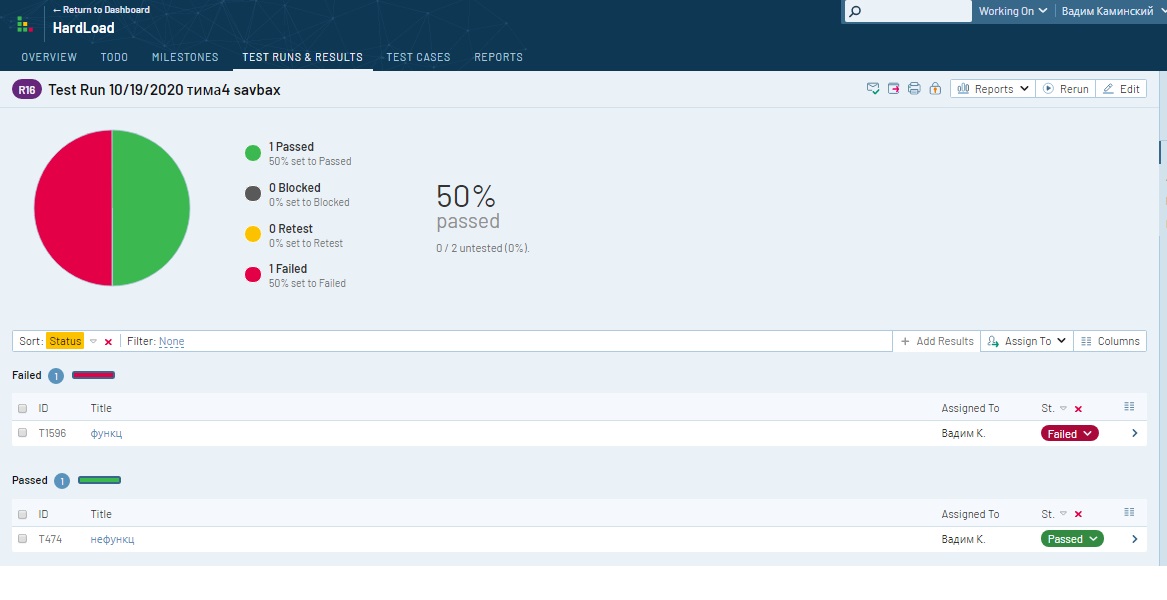 ← Return to Dashboard
HardLoad
Working On
Вадим Каминский
OVERVIEW TODO MILESTONES TEST RUNS & RESULTS TEST CASES REPORTS
R16 Test Run 10/19/2020 тима4 savbax
Reports Rerun Edit
1 Passed
50% set to Passed
0 Blocked
0% set to Blocked
0 Retest
0% set to Retest
1 Failed
50% set to Failed
50%
passed
0 / 2 untested (0%).
Sort: Status Filter: None
+ Add Results Assign To Columns
Failed 1
ID Title Assigned To St.
T1596 функц Вадим К. Failed
Passed 1
ID Title Assigned To St.
T474 нефункц Вадим К. Passed